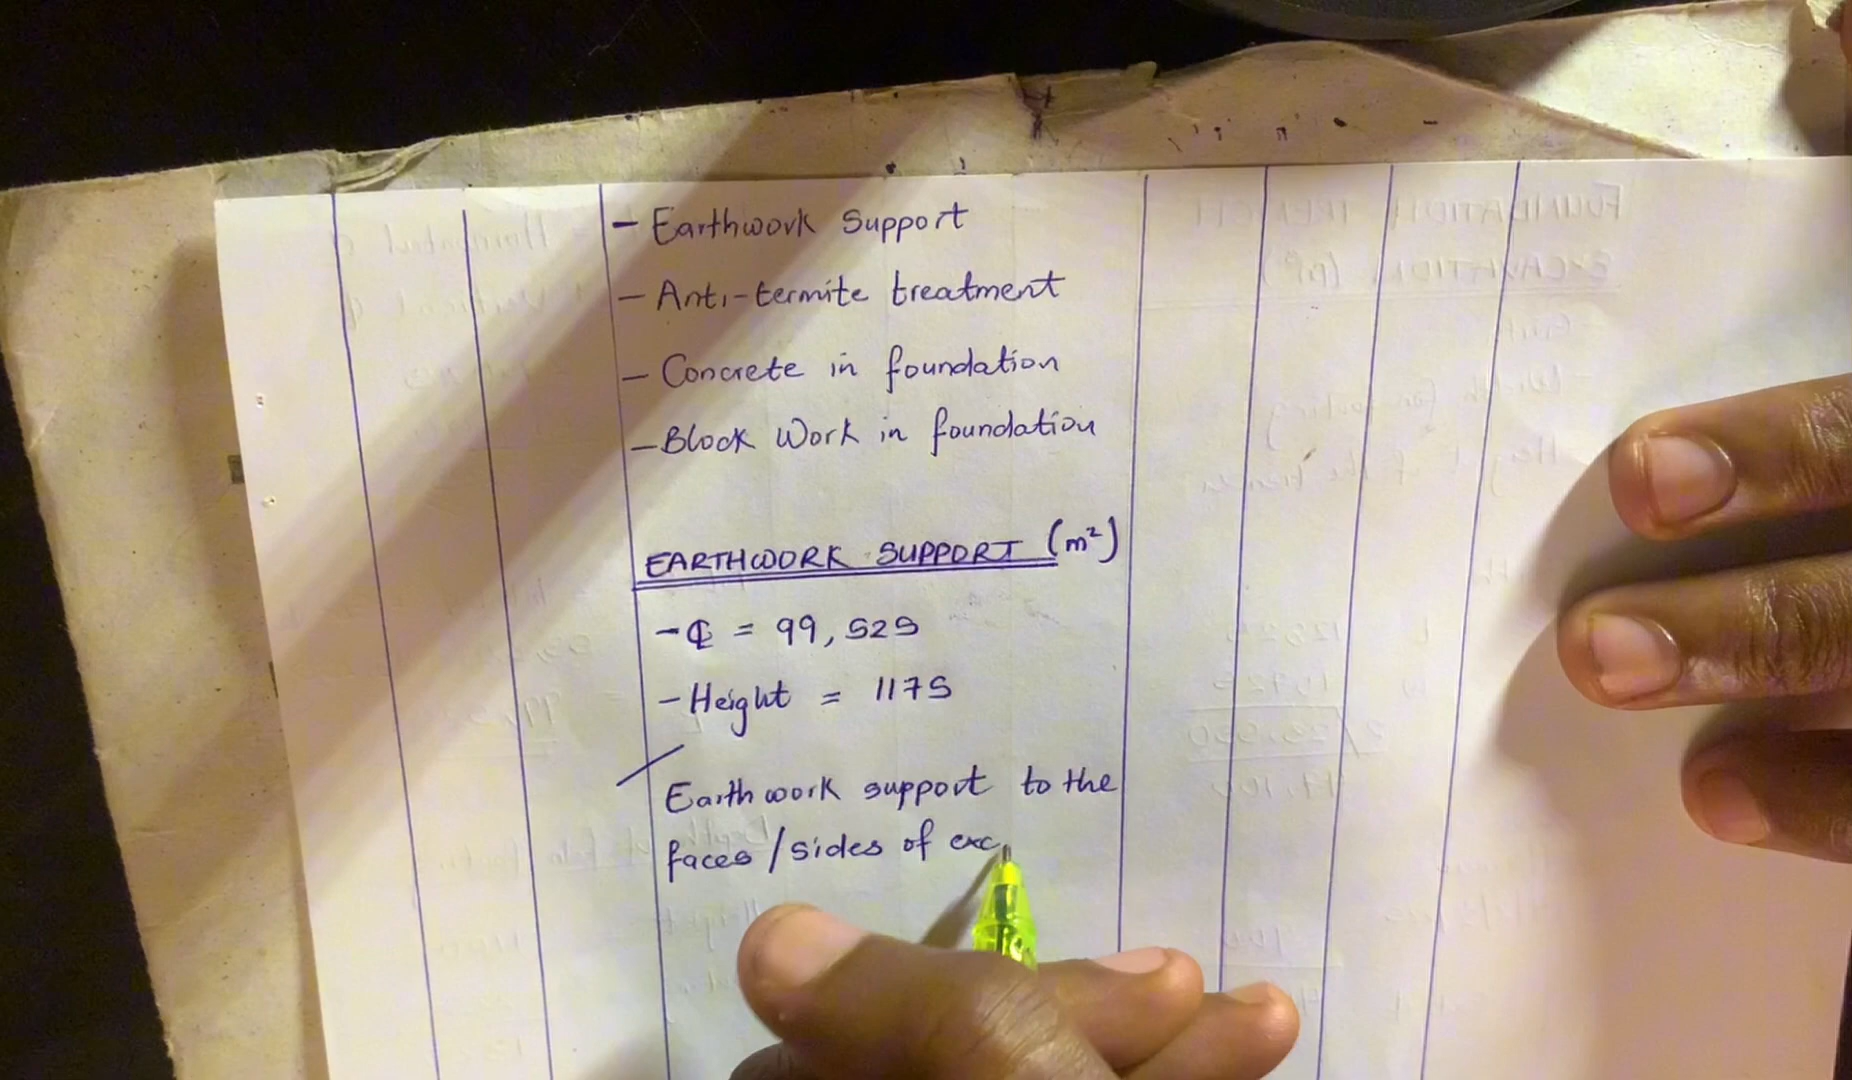 - Earthwork Support
- Anti-termite treatment
- Concrete in foundation
- Block Work in foundation
EARTHWORK SUPPORT (m²)
- ℄ = 99,525
- Height = 1175
Earthwork support to the
faces/sides of exc